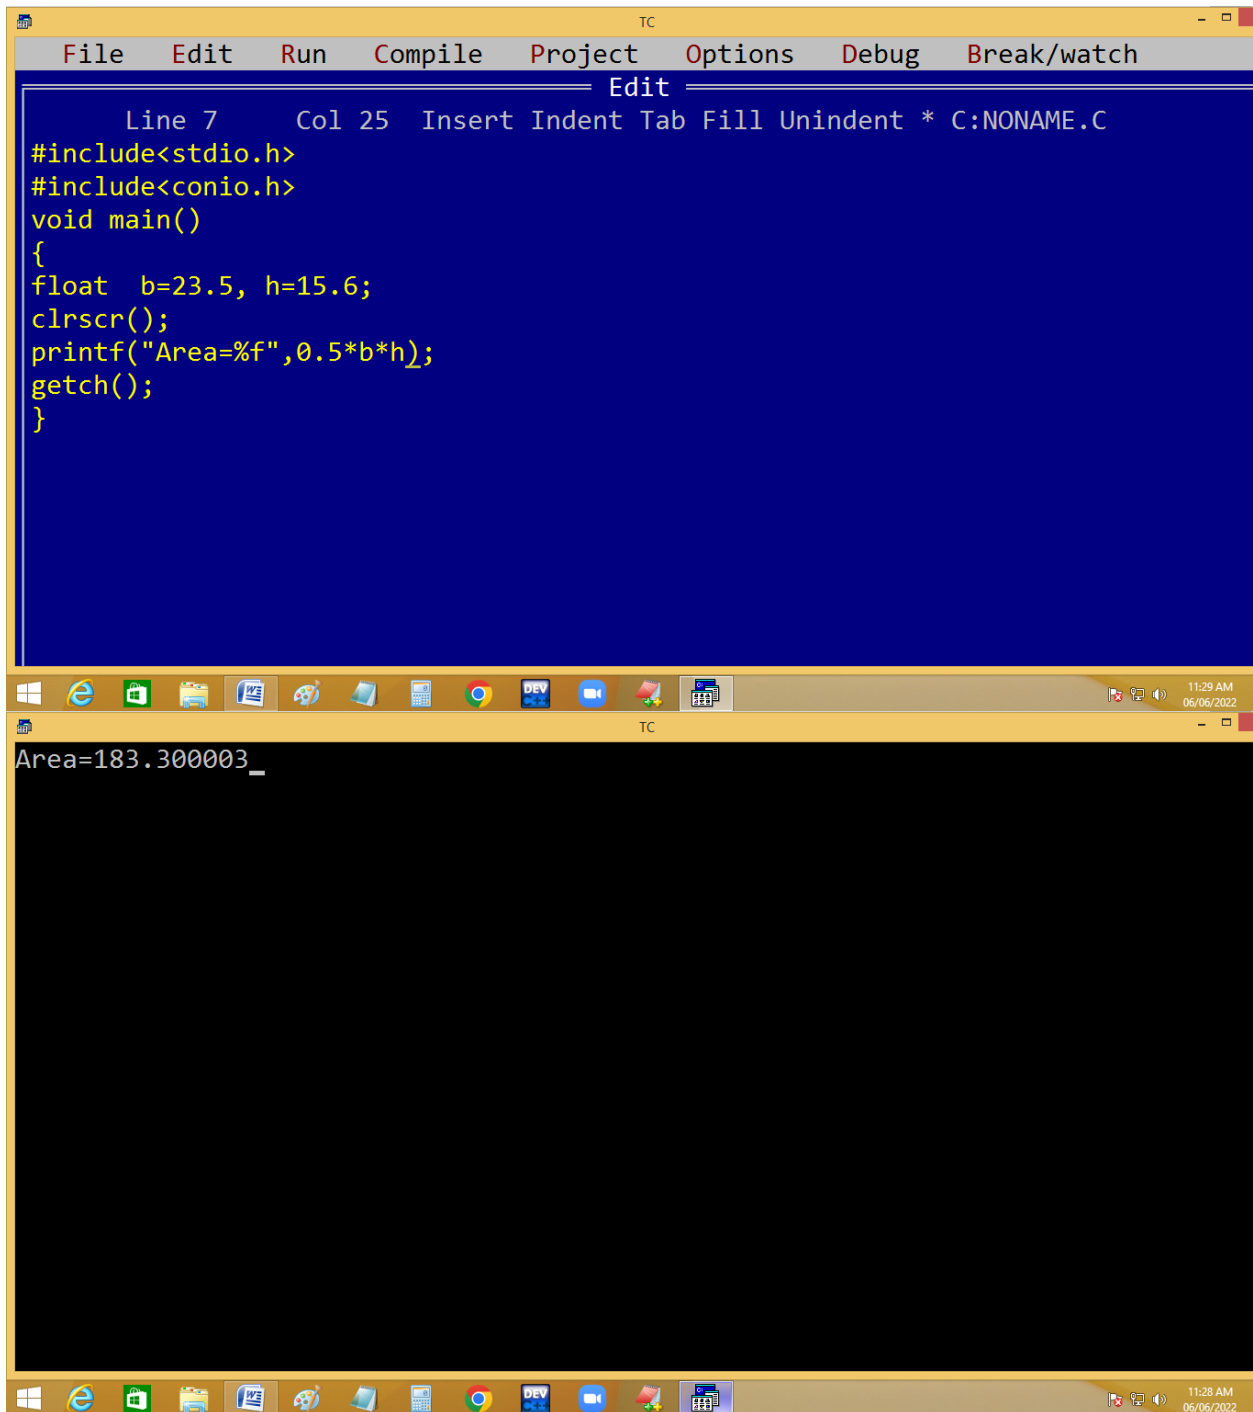 TC
File Edit Run Compile Project Options Debug Break/watch
Edit
Line 7 Col 25 Insert Indent Tab Fill Unindent * C:NONAME.C
#include<stdio.h>
#include<conio.h>
void main()
{
float  b=23.5, h=15.6;
clrscr();
printf("Area=%f",0.5*b*h);
getch();
}
DEV
11:29 AM
06/06/2022
TC
Area=183.300003_
DEV
11:28 AM
06/06/2022